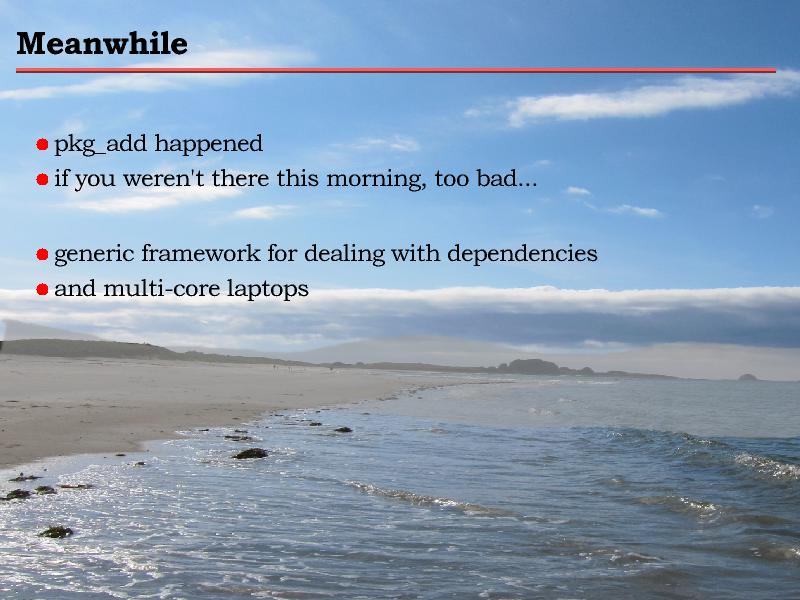 Meanwhile
pkg_add happened
if you weren't there this morning, too bad...
generic framework for dealing with dependencies
and multi-core laptops